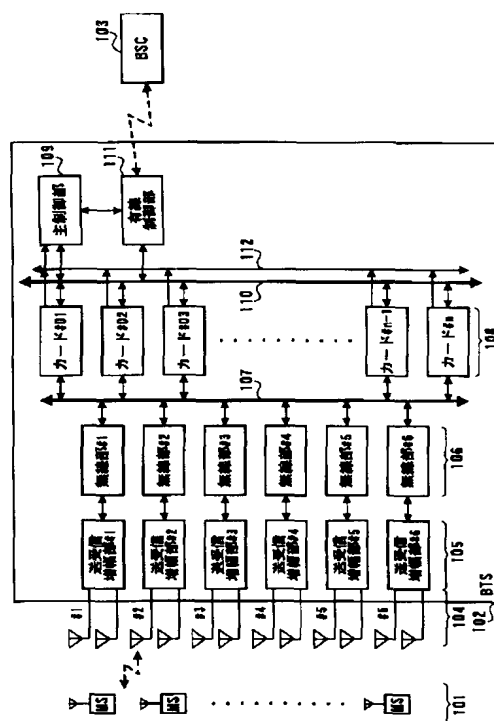 103
BSC
109
主制御部
111
有線
制御部
112
110
カード#01
カード#02
カード#03
カード#n-1
カード#n
108
107
無線部#1
無線部#2
無線部#3
無線部#4
無線部#5
無線部#6
106
送受信
増幅部#1
送受信
増幅部#2
送受信
増幅部#3
送受信
増幅部#4
送受信
増幅部#5
送受信
増幅部#6
105
#1
#2
#3
#4
#5
#6
104
102
BTS
MS
MS
MS
101